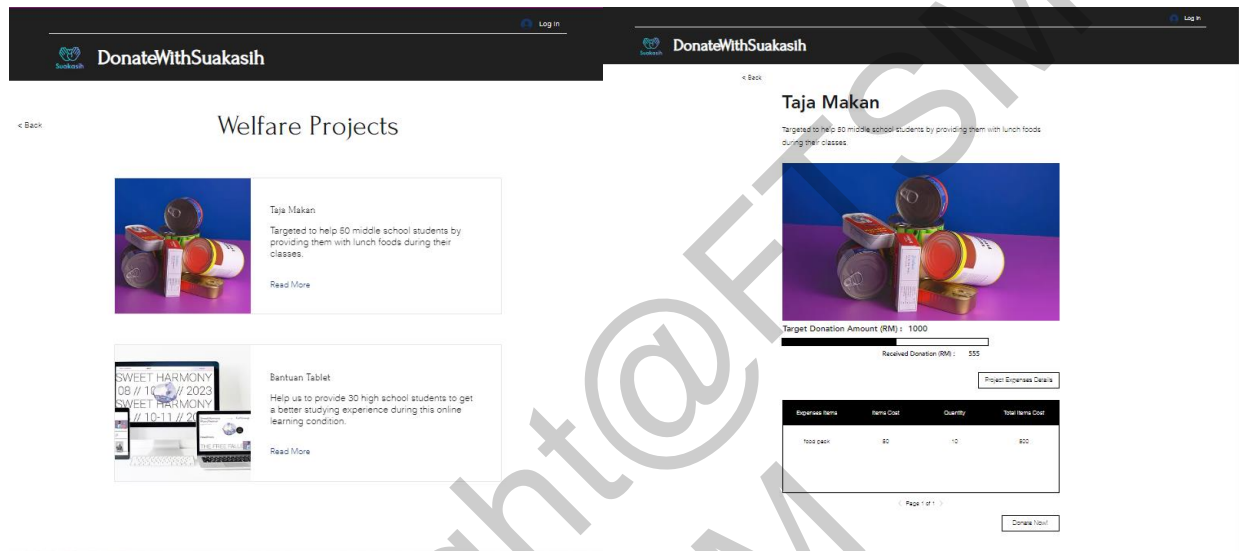 Log In
Suakasih
DonateWithSuakasih
< Back
Welfare Projects
Taja Makan
Targeted to help 50 middle school students by
providing them with lunch foods during their
classes.
Read More
SWEET HARMONY
08 // 10 // 2023
SWEET HARMONY
// 10-11 // 20
THE FREE FALL
Bantuan Tablet
Help us to provide 30 high school students to get
a better studying experience during this online
learning condition.
Read More
Log In
Suakasih
DonateWithSuakasih
< Back
Taja Makan
Targeted to help 50 middle school students by providing them with lunch foods
during their classes.
Target Donation Amount (RM) : 1000
Received Donation (RM) : 555
Project Expenses Details
Expenses Items Items Cost Quantity Total Items Cost
food pack 50 10 500
< Page 1 of 1 >
Donate Now!
ght@FTSM
M